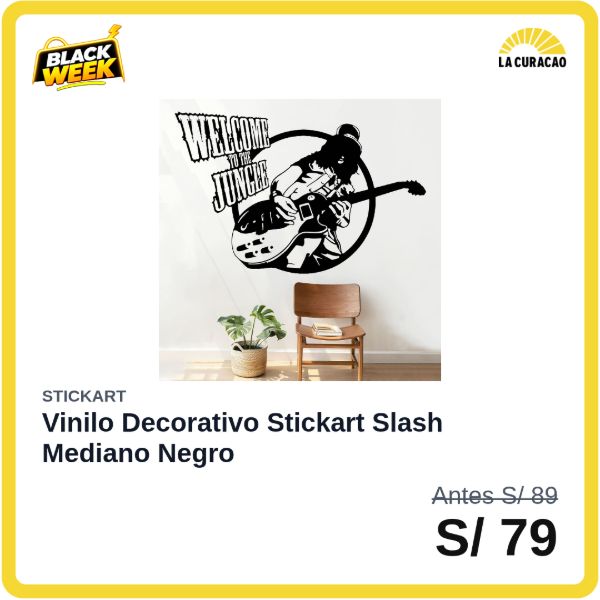 BLACK
WEEK
LA CURACAO
WELCOME
TO THE
JUNGLE
STICKART
Vinilo Decorativo Stickart Slash
Mediano Negro
Antes S/ 89
S/ 79